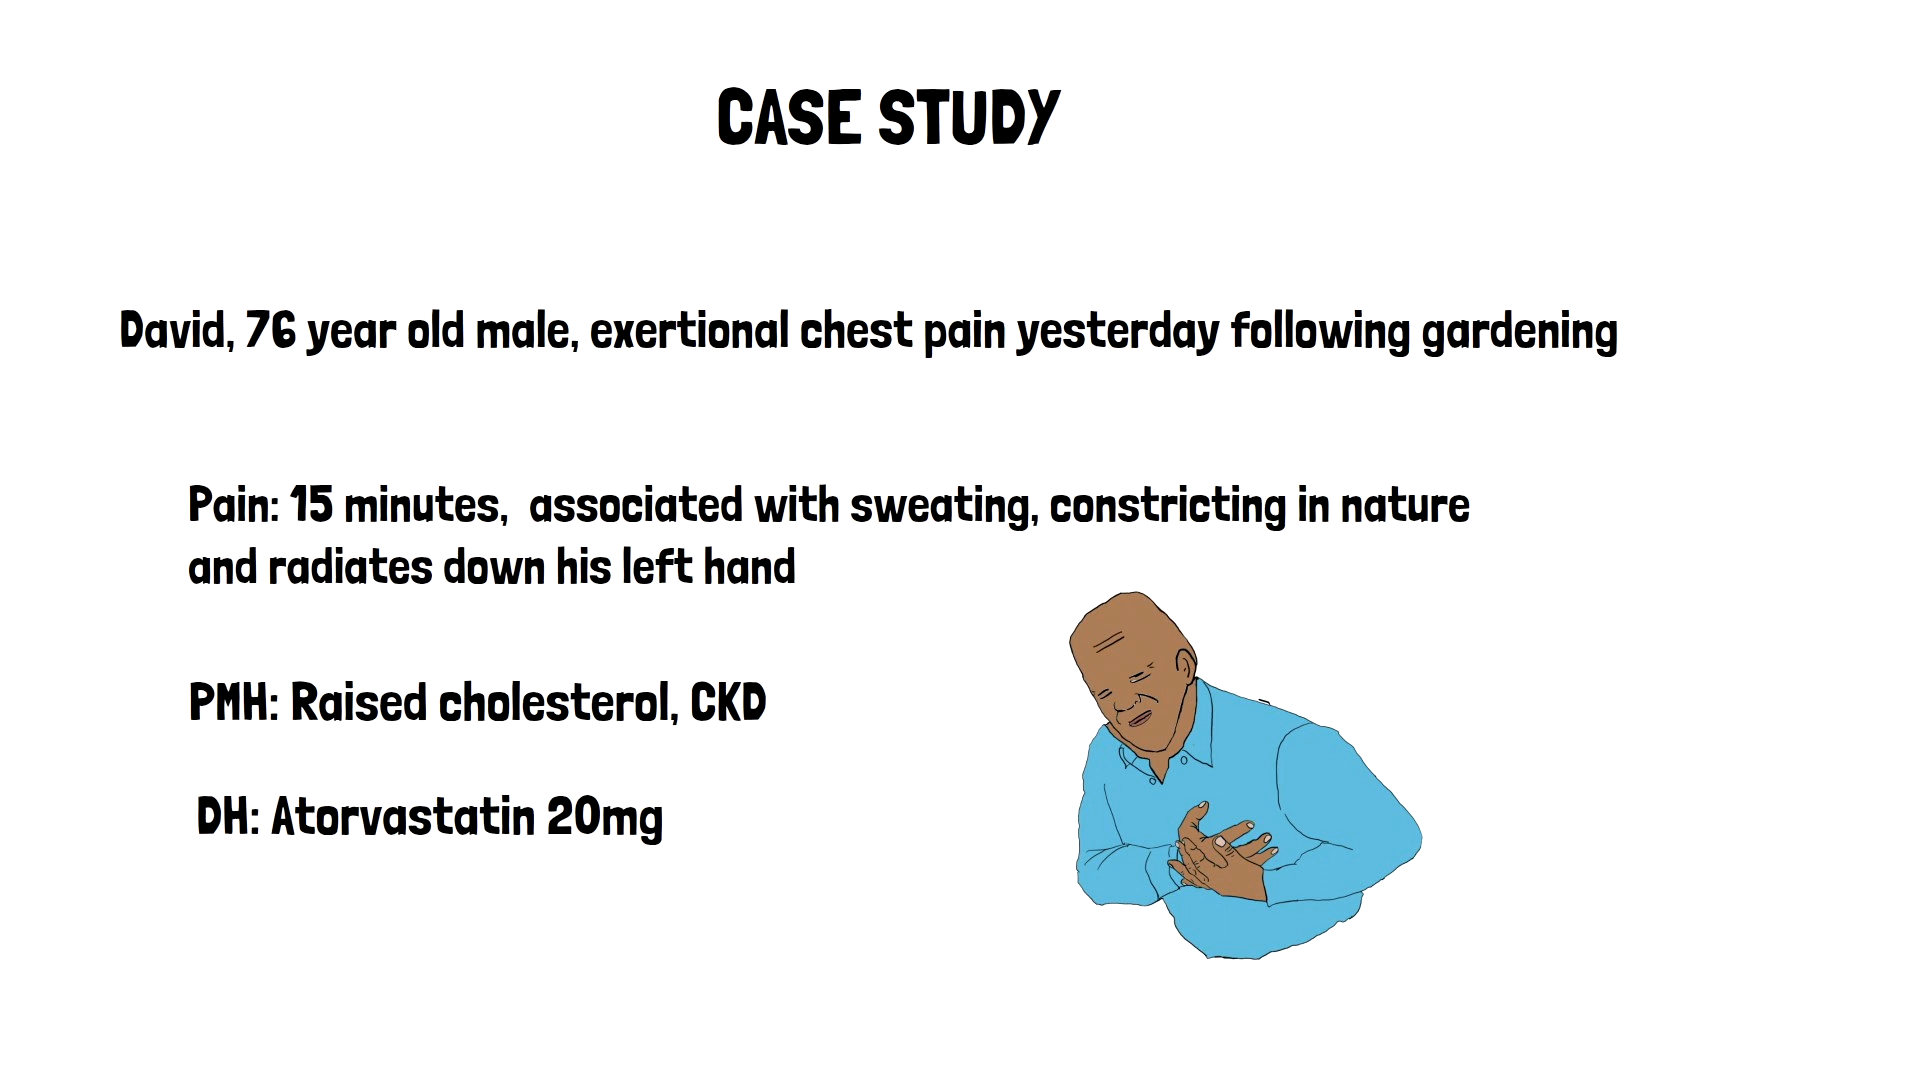 CASE STUDY
David, 76 year old male, exertional chest pain yesterday following gardening
Pain: 15 minutes,  associated with sweating, constricting in nature
and radiates down his left hand
PMH: Raised cholesterol, CKD
DH: Atorvastatin 20mg